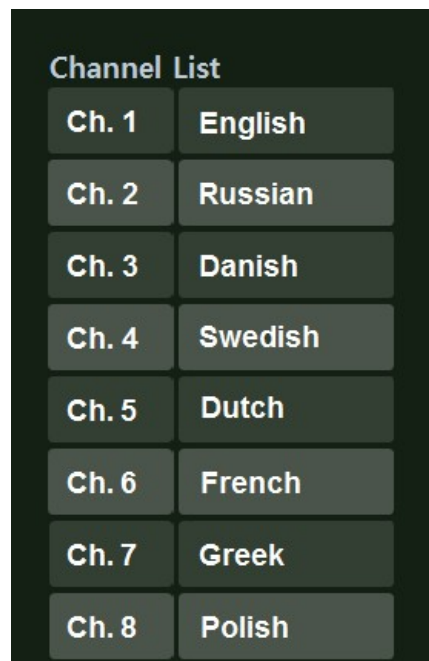 Channel List
Ch. 1 English
Ch. 2 Russian
Ch. 3 Danish
Ch. 4 Swedish
Ch. 5 Dutch
Ch. 6 French
Ch. 7 Greek
Ch. 8 Polish